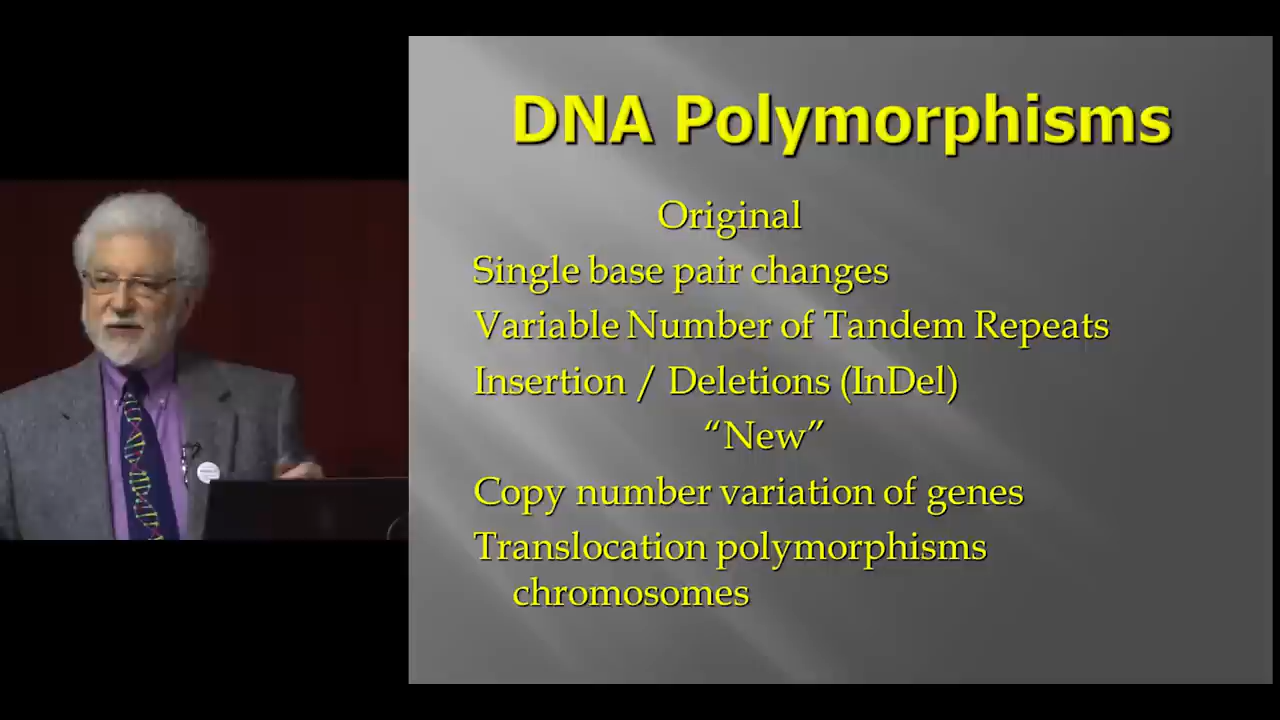 DNA Polymorphisms
Original
Single base pair changes
Variable Number of Tandem Repeats
Insertion / Deletions (InDel)
“New”
Copy number variation of genes
Translocation polymorphisms
chromosomes